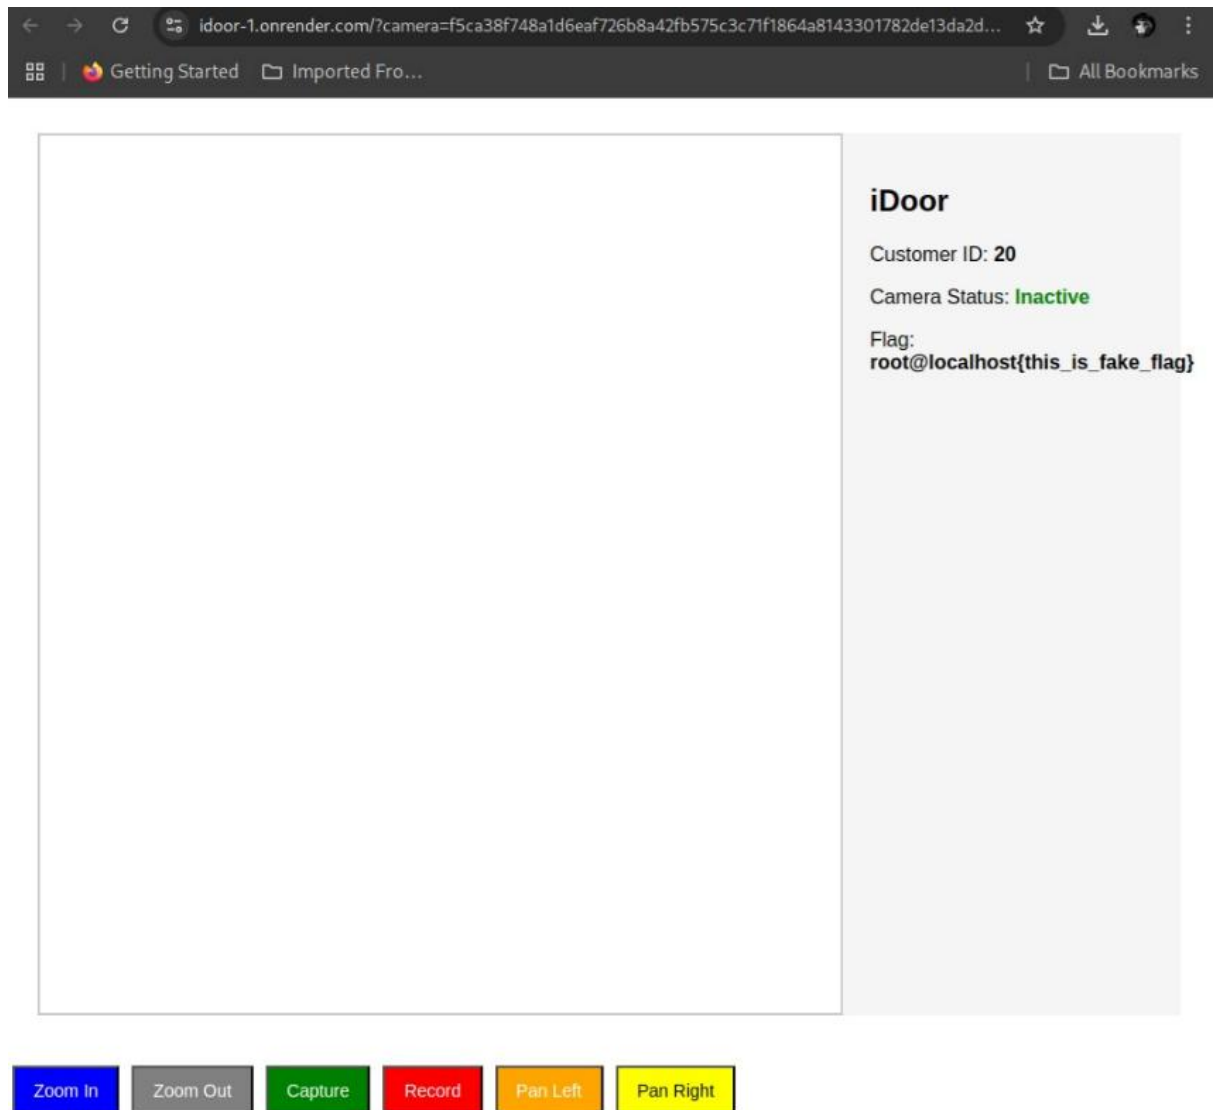 idoor-1.onrender.com/?camera=f5ca38f748a1d6eaf726b8a42fb575c3c71f1864a8143301782de13da2d...
Getting Started Imported Fro... All Bookmarks
iDoor
Customer ID: 20
Camera Status: Inactive
Flag:
root@localhost{this_is_fake_flag}
Zoom In Zoom Out Capture Record Pan Left Pan Right